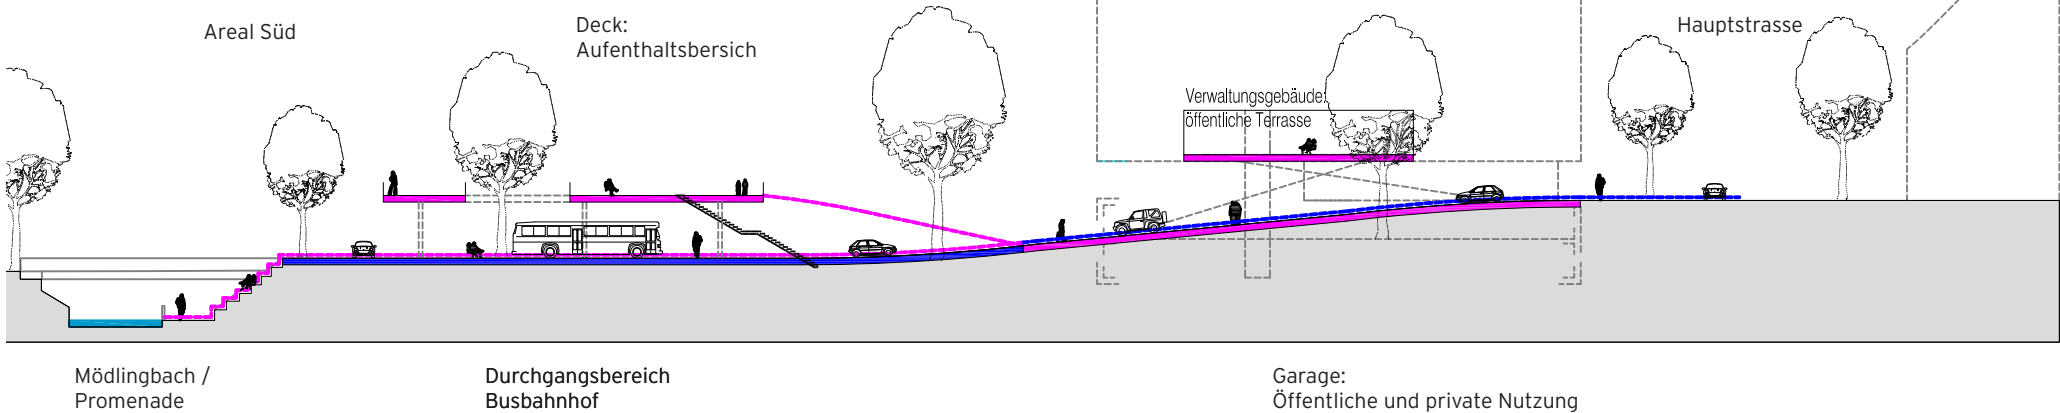 Areal Süd
Deck:
Aufenthaltsbersich
Hauptstrasse
Verwaltungsgebäude:
öffentliche Terrasse
Mödlingbach /
Promenade
Durchgangsbereich
Busbahnhof
Garage:
Öffentliche und private Nutzung